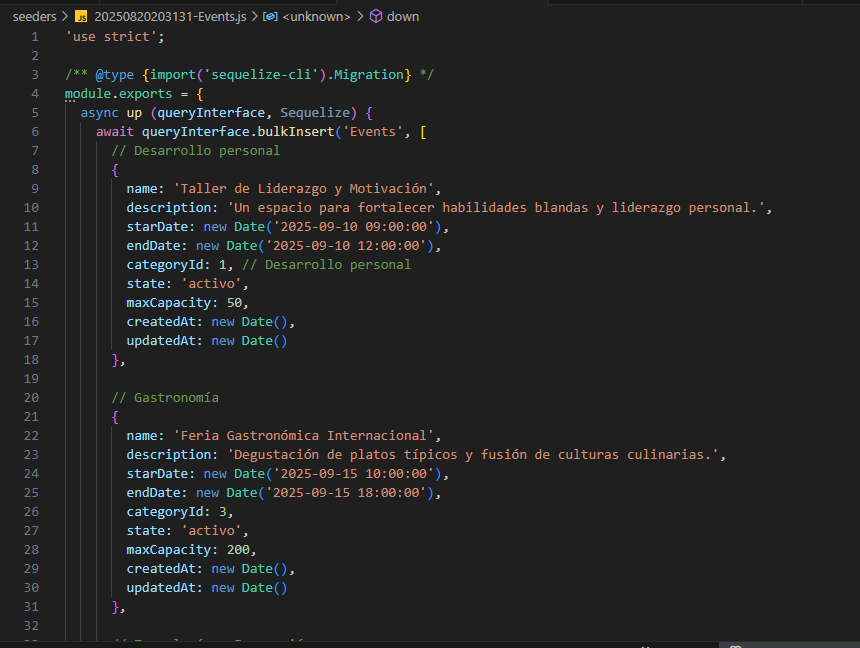 seeders > JS 20250820203131-Events.js > <unknown> > down
1 'use strict';
2
3 /** @type {import('sequelize-cli').Migration} */
4 module.exports = {
5 async up (queryInterface, Sequelize) {
6 await queryInterface.bulkInsert('Events', [
7 // Desarrollo personal
8 {
9 name: 'Taller de Liderazgo y Motivación',
10 description: 'Un espacio para fortalecer habilidades blandas y liderazgo personal.',
11 starDate: new Date('2025-09-10 09:00:00'),
12 endDate: new Date('2025-09-10 12:00:00'),
13 categoryId: 1, // Desarrollo personal
14 state: 'activo',
15 maxCapacity: 50,
16 createdAt: new Date(),
17 updatedAt: new Date()
18 },
19
20 // Gastronomía
21 {
22 name: 'Feria Gastronómica Internacional',
23 description: 'Degustación de platos típicos y fusión de culturas culinarias.',
24 starDate: new Date('2025-09-15 10:00:00'),
25 endDate: new Date('2025-09-15 18:00:00'),
26 categoryId: 3,
27 state: 'activo',
28 maxCapacity: 200,
29 createdAt: new Date(),
30 updatedAt: new Date()
31 },
32